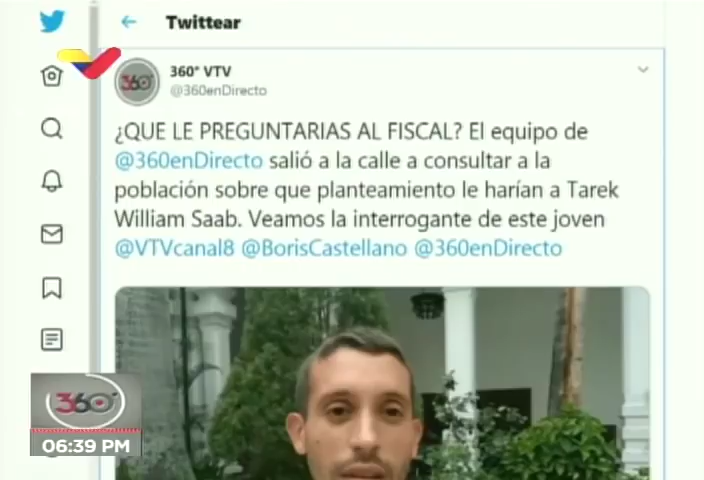 Twittear
360° VTV
@360enDirecto
¿QUE LE PREGUNTARIAS AL FISCAL? El equipo de
@360enDirecto salió a la calle a consultar a la
población sobre que planteamiento le harían a Tarek
William Saab. Veamos la interrogante de este joven
@VTVcanal8 @BorisCastellano @360enDirecto
360°
360°
06:39 PM